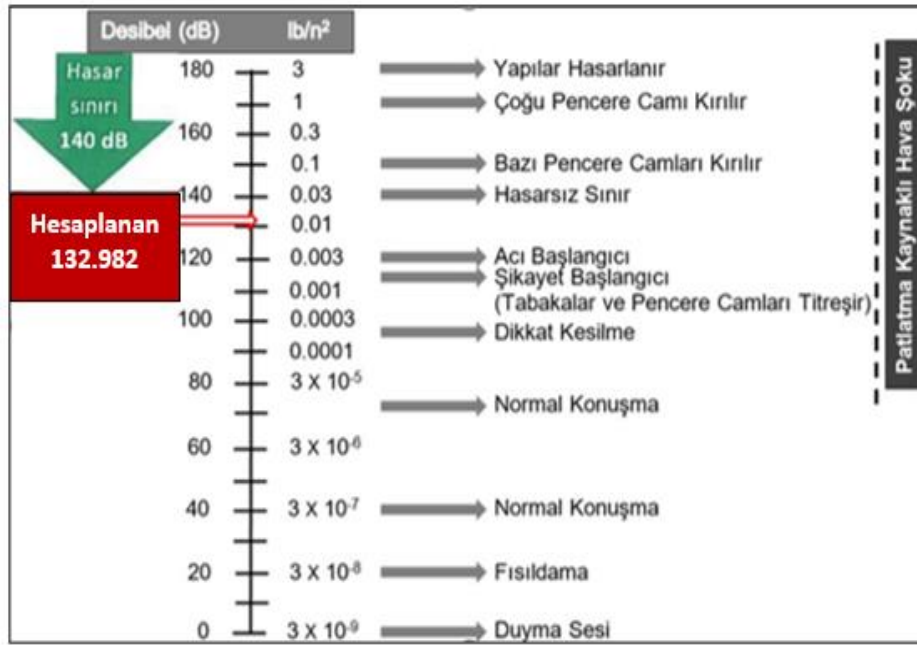 Desibel (dB) lb/n²
Hasar
sınırı
140 dB
Hesaplanan
132.982
180 3 Yapılar Hasarlanır
1 Çoğu Pencere Camı Kırılır
160 0.3
0.1 Bazı Pencere Camları Kırılır
140 0.03 Hasarsız Sınır
0.01
120 0.003 Acı Başlangıcı
Şikayet Başlangıcı
0.001 (Tabakalar ve Pencere Camları Titreşir)
100 0.0003
Dikkat Kesilme
0.0001
80 3 X 10⁻⁵
Normal Konuşma
60 3 X 10⁻⁶
40 3 X 10⁻⁷ Normal Konuşma
20 3 X 10⁻⁸ Fısıldama
0 3 X 10⁻⁹ Duyma Sesi
Patlatma Kaynaklı Hava Şoku